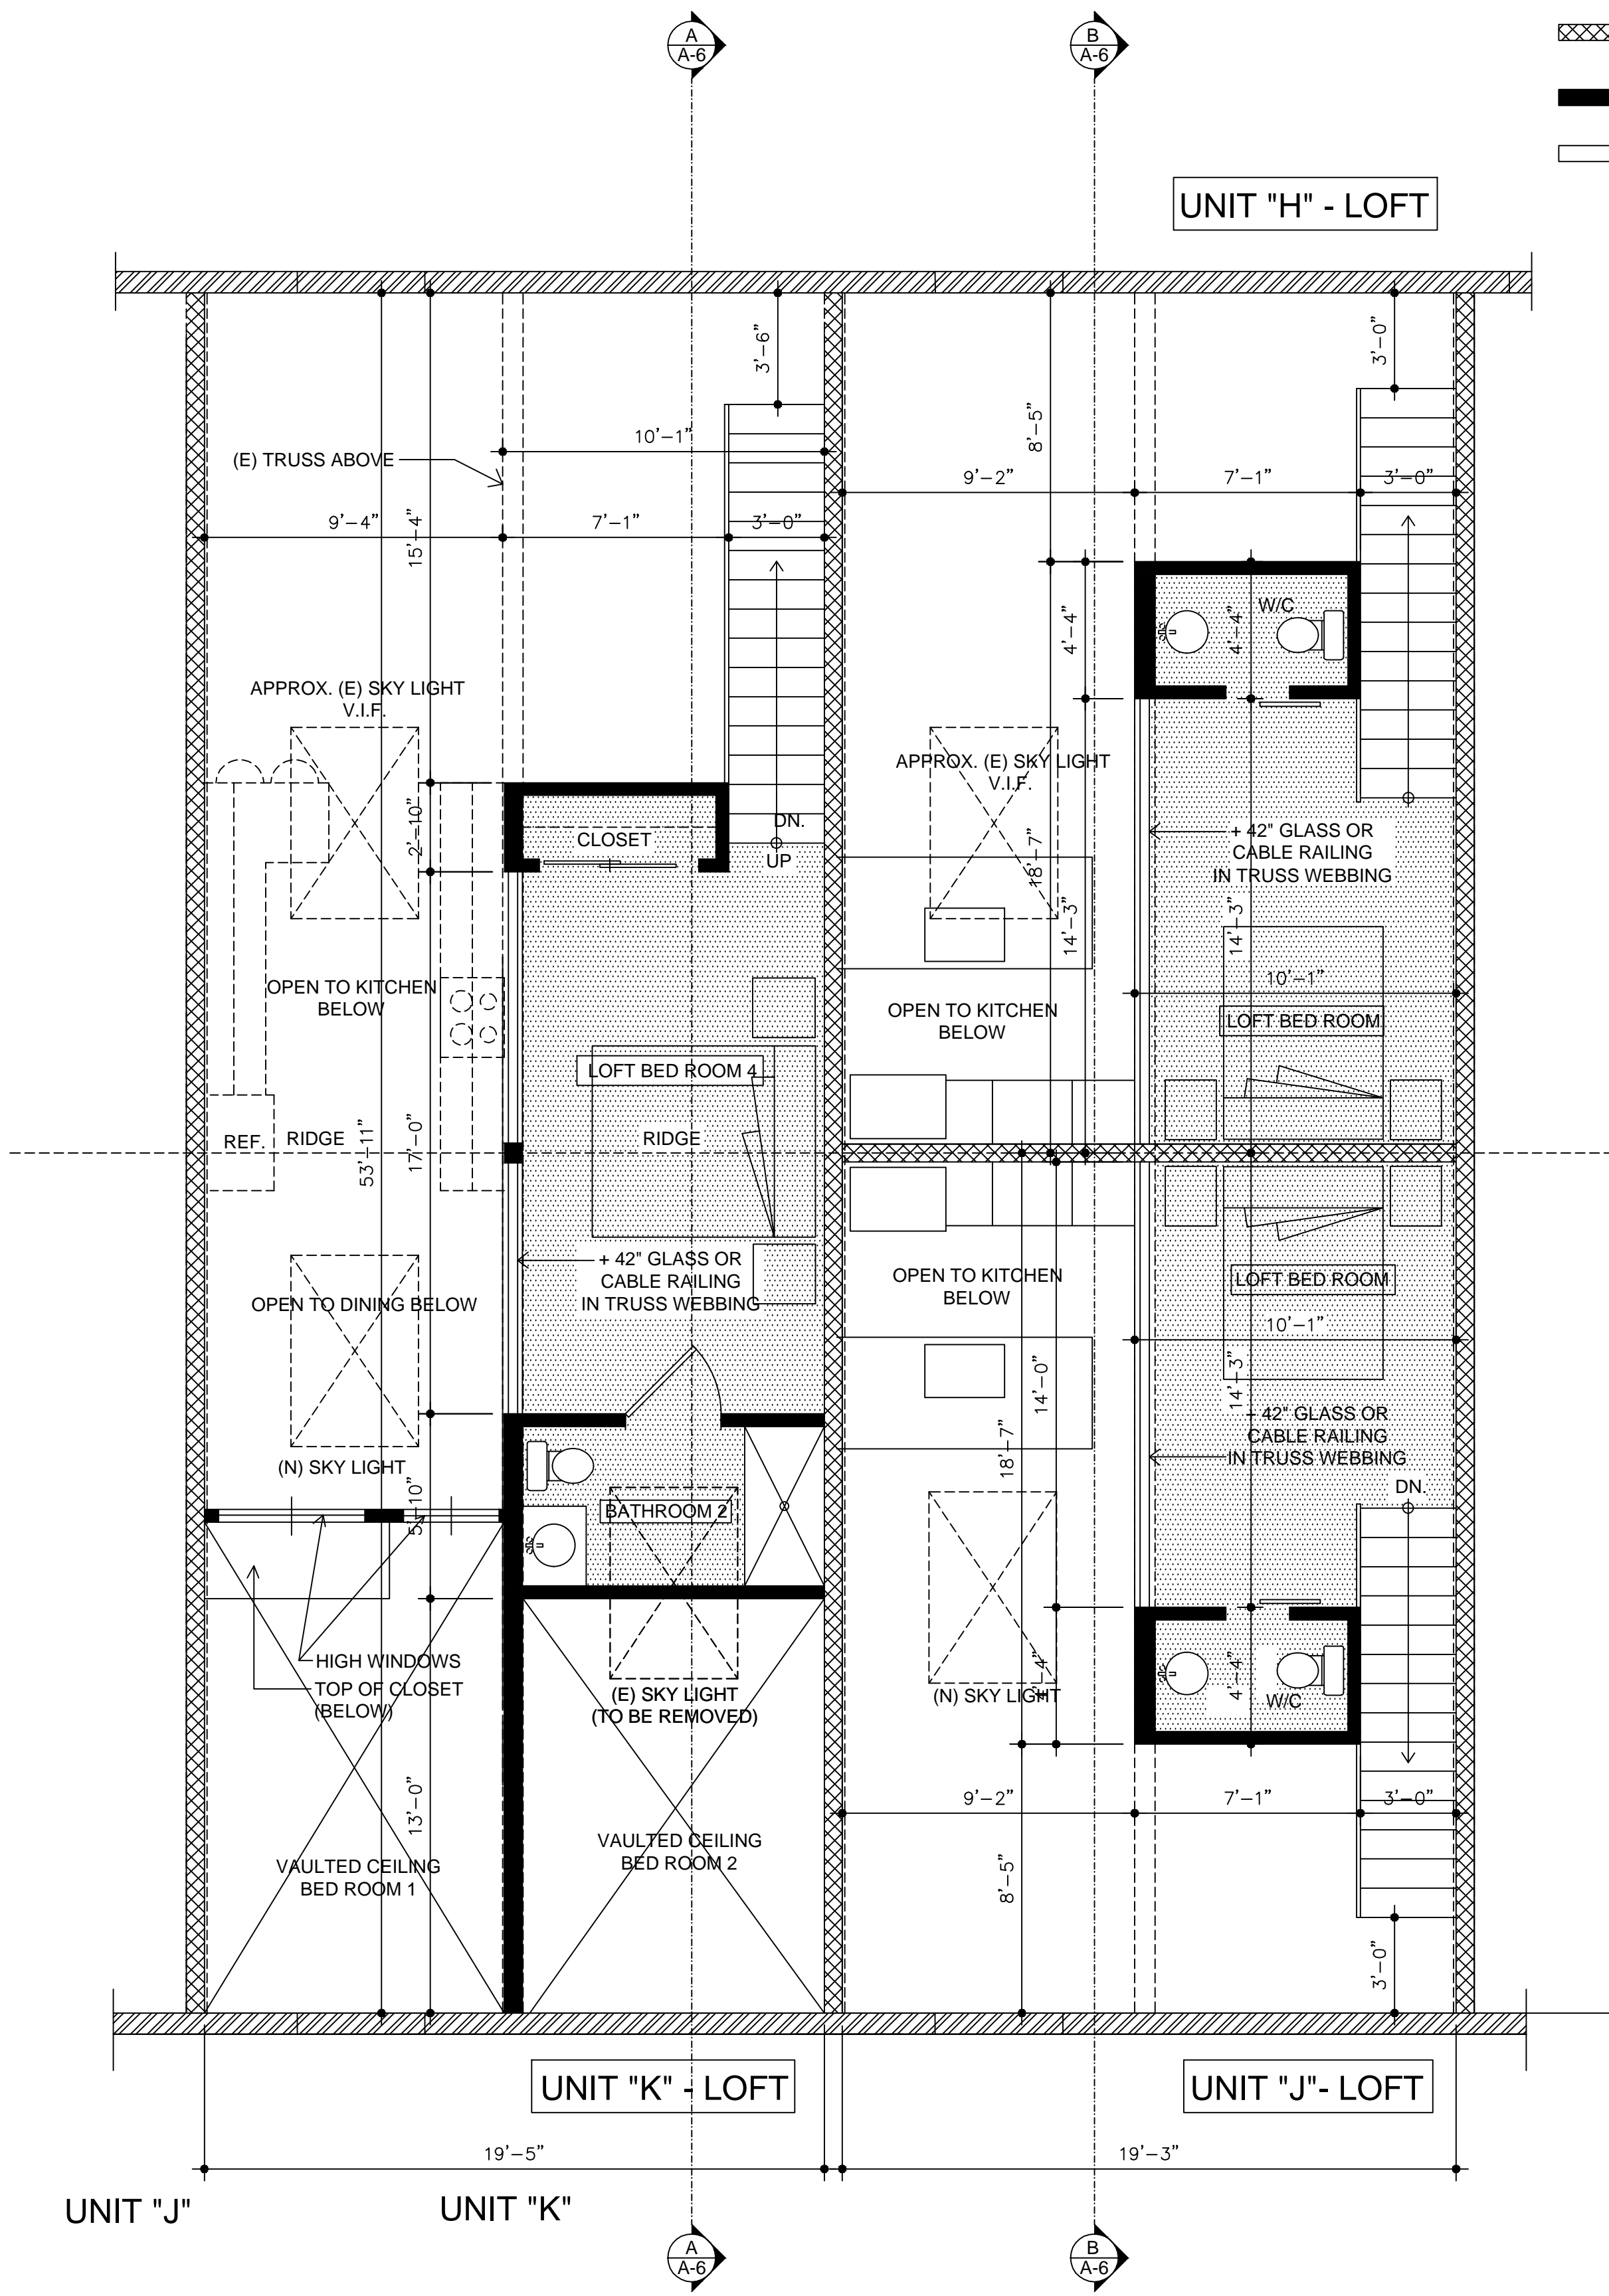 A
A-6
B
A-6
UNIT "H" - LOFT
3'-6"
3'-0"
8'-5"
10'-1"
(E) TRUSS ABOVE
9'-2"
7'-1"
3'-0"
9'-4"
15'-4"
7'-1"
3'-0"
W/C
4'-4"
4'-4"
APPROX. (E) SKY LIGHT
V.I.F.
APPROX. (E) SKY LIGHT
V.I.F.
2'-10"
CLOSET
DN.
UP
+ 42" GLASS OR
CABLE RAILING
IN TRUSS WEBBING
18'-7"
14'-3"
14'-3"
10'-1"
OPEN TO KITCHEN
BELOW
OPEN TO KITCHEN
BELOW
LOFT BED ROOM
LOFT BED ROOM 4
REF.
RIDGE
53'-11"
17'-0"
RIDGE
+ 42" GLASS OR
CABLE RAILING
IN TRUSS WEBBING
OPEN TO KITCHEN
BELOW
LOFT BED ROOM
OPEN TO DINING BELOW
10'-1"
14'-0"
14'-3"
+ 42" GLASS OR
CABLE RAILING
IN TRUSS WEBBING
18'-7"
(N) SKY LIGHT
DN.
5'-10"
BATHROOM 2
HIGH WINDOWS
TOP OF CLOSET
(BELOW)
(E) SKY LIGHT
(TO BE REMOVED)
(N) SKY LIGHT
4'-4"
4'-4"
W/C
13'-0"
9'-2"
7'-1"
3'-0"
VAULTED CEILING
BED ROOM 1
VAULTED CEILING
BED ROOM 2
8'-5"
3'-0"
UNIT "K" - LOFT
UNIT "J"- LOFT
19'-5"
19'-3"
UNIT "J"
UNIT "K"
A
A-6
B
A-6